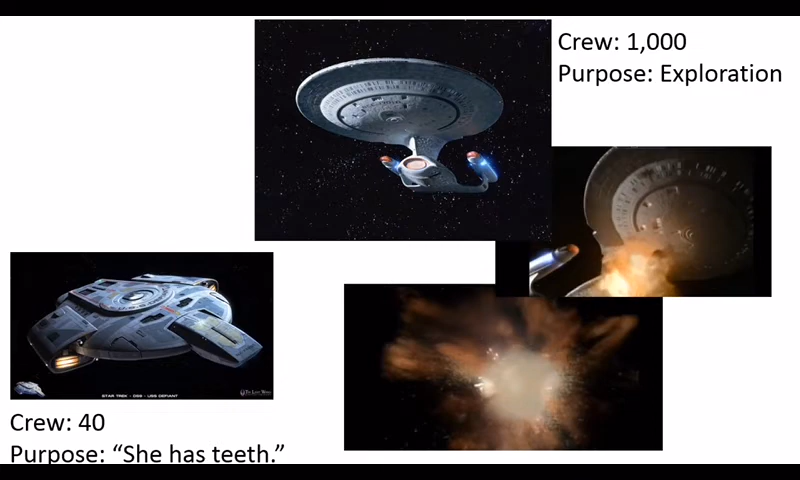 Crew: 1,000
Purpose: Exploration
STAR TREK - DS9 - USS DEFIANT
Crew: 40
Purpose: “She has teeth.”